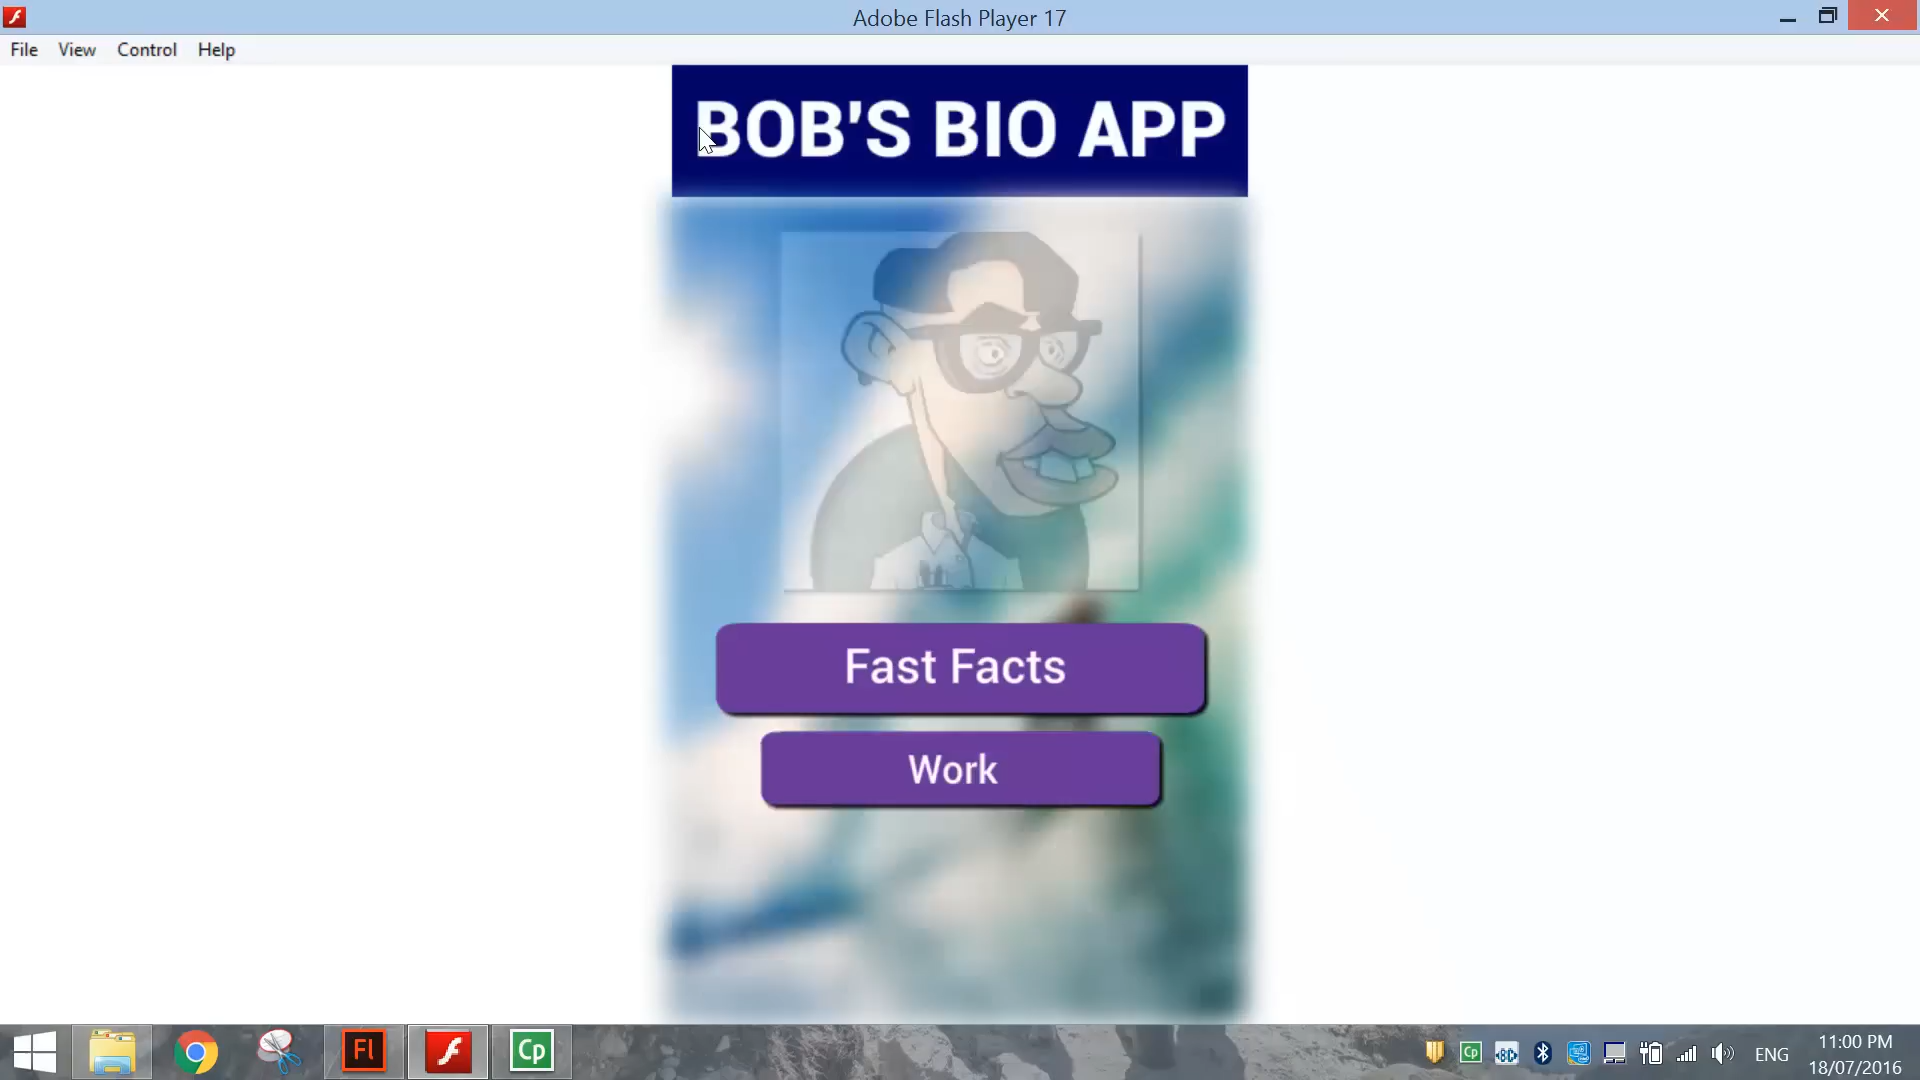 Adobe Flash Player 17
File View Control Help
BOB'S BIO APP
Fast Facts
Work
Fl
Cp
Cp
ENG
11:00 PM
18/07/2016